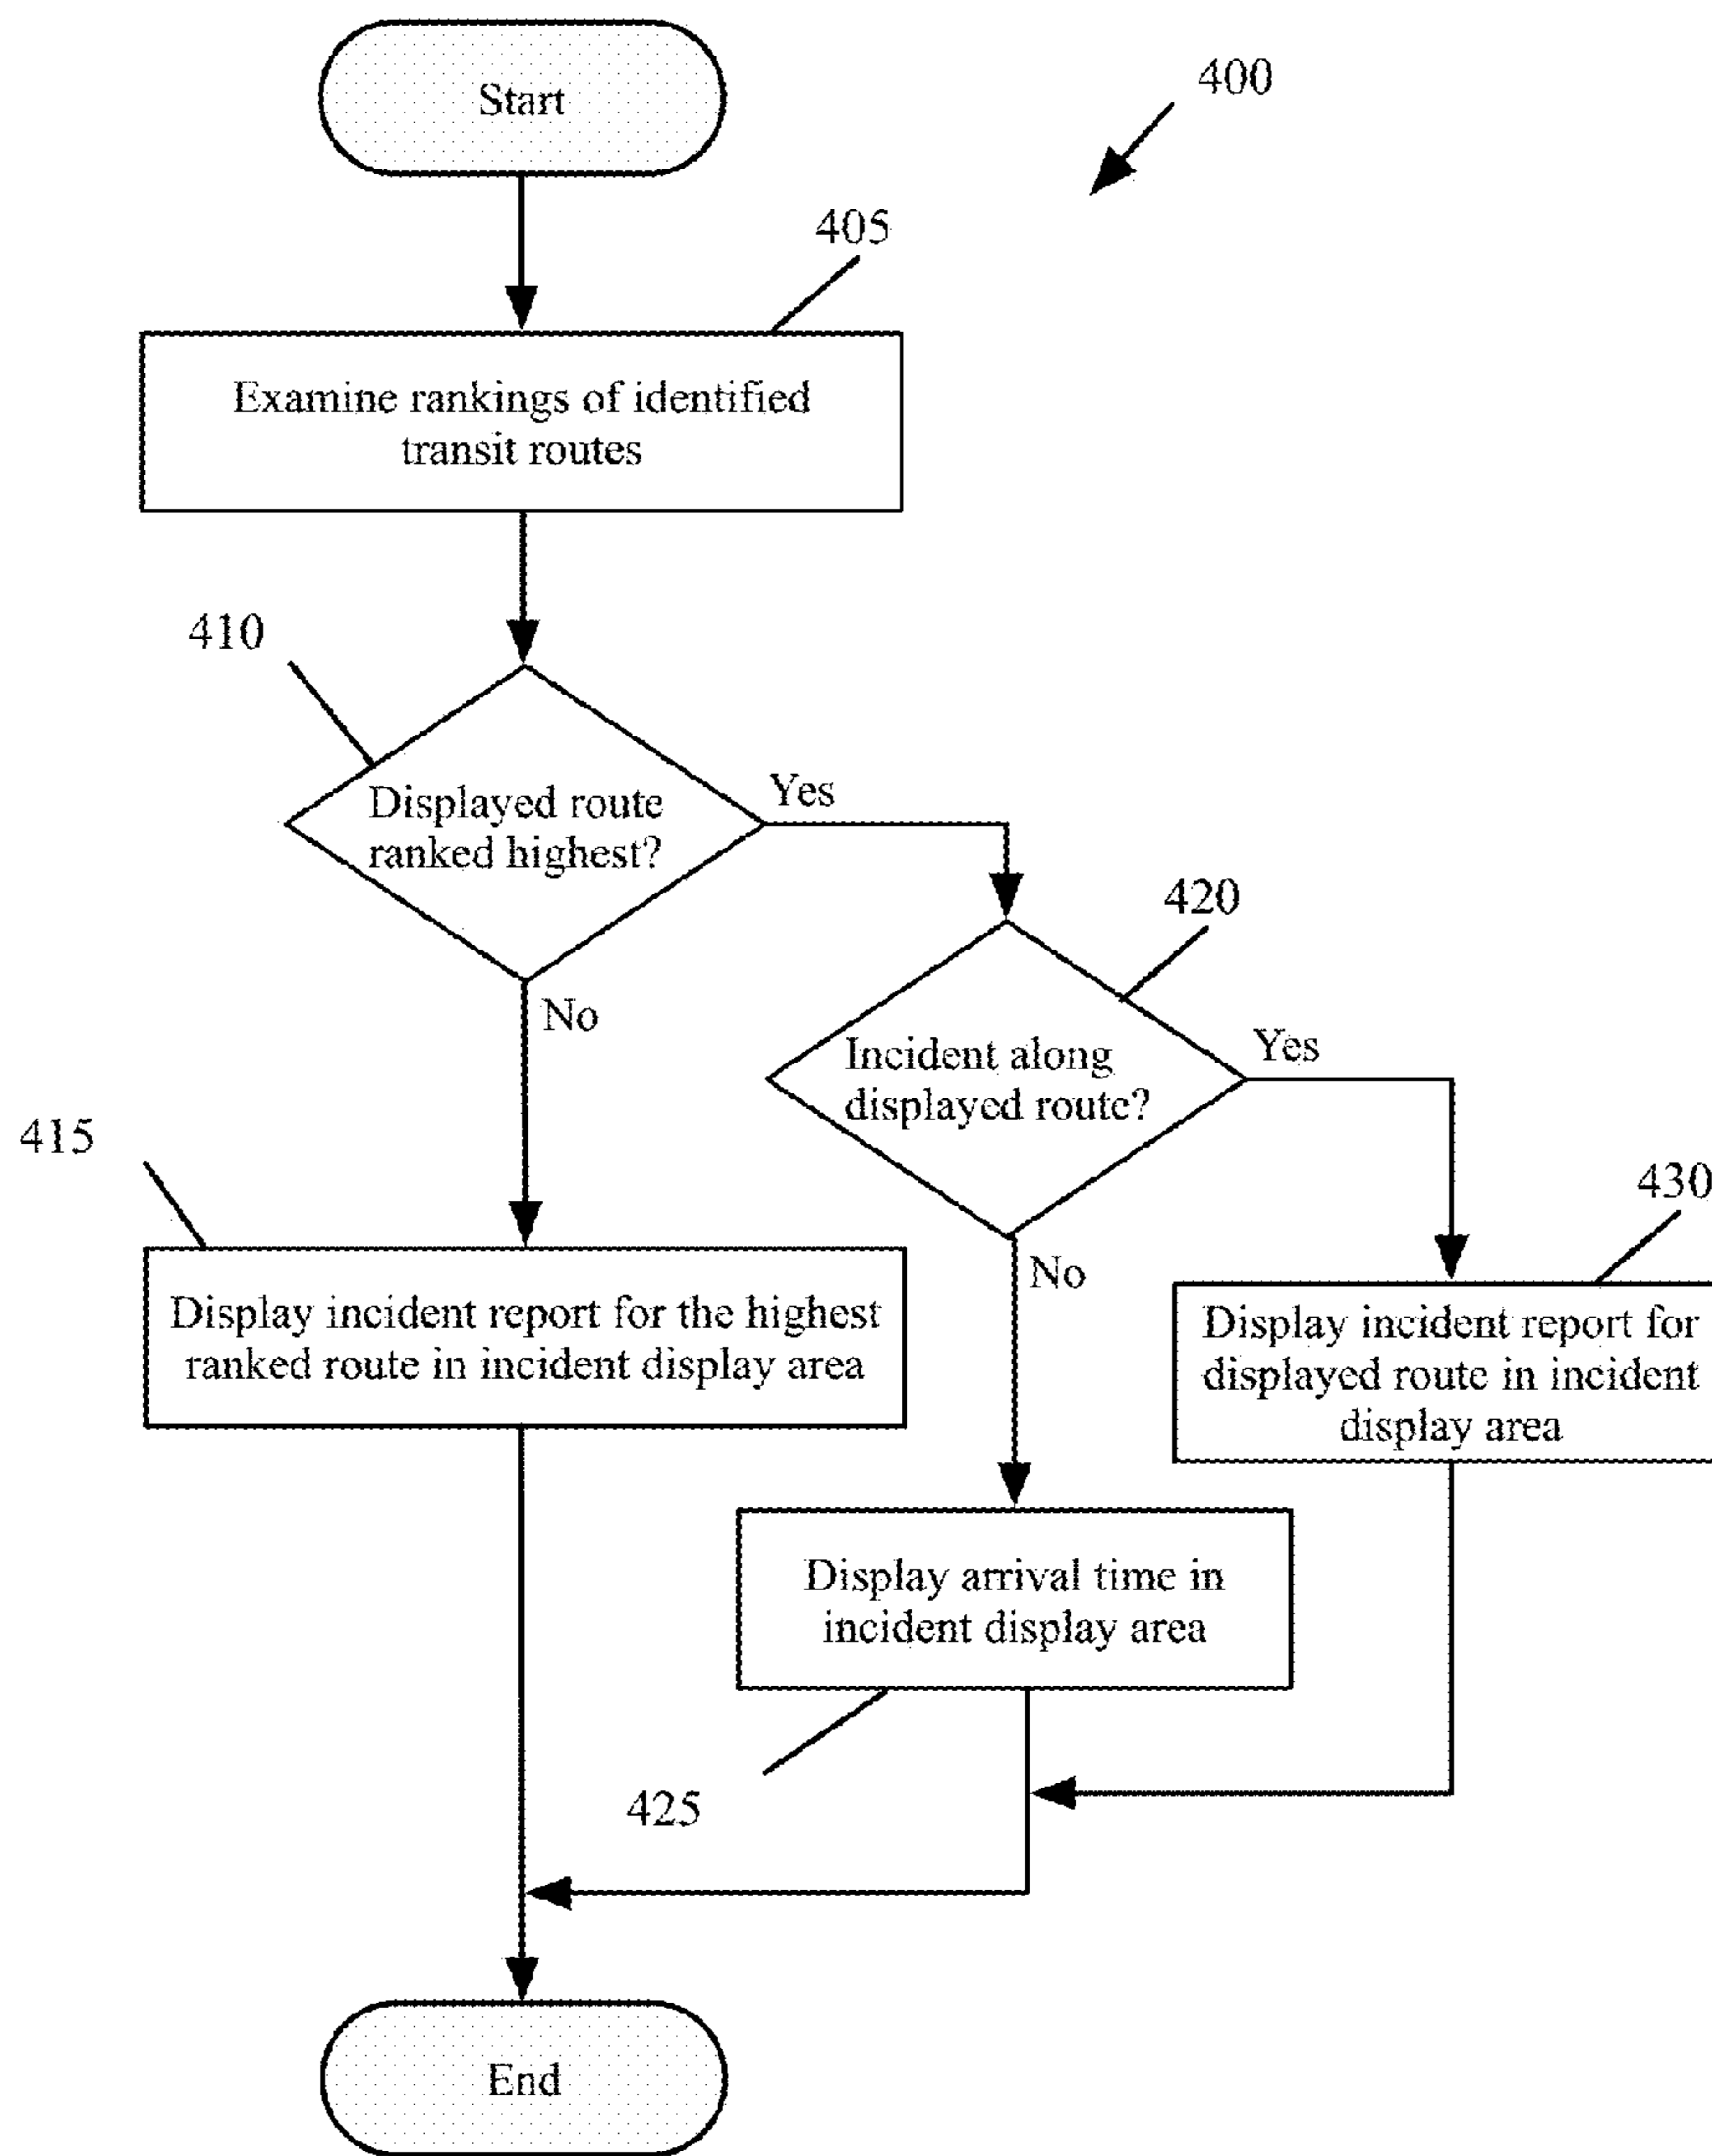 Start
400
405
Examine rankings of identified
transit routes
410
Displayed route
ranked highest?
Yes
No
420
Incident along
displayed route?
Yes
No
415
Display incident report for the highest
ranked route in incident display area
430
Display incident report for
displayed route in incident
display area
Display arrival time in
incident display area
425
End